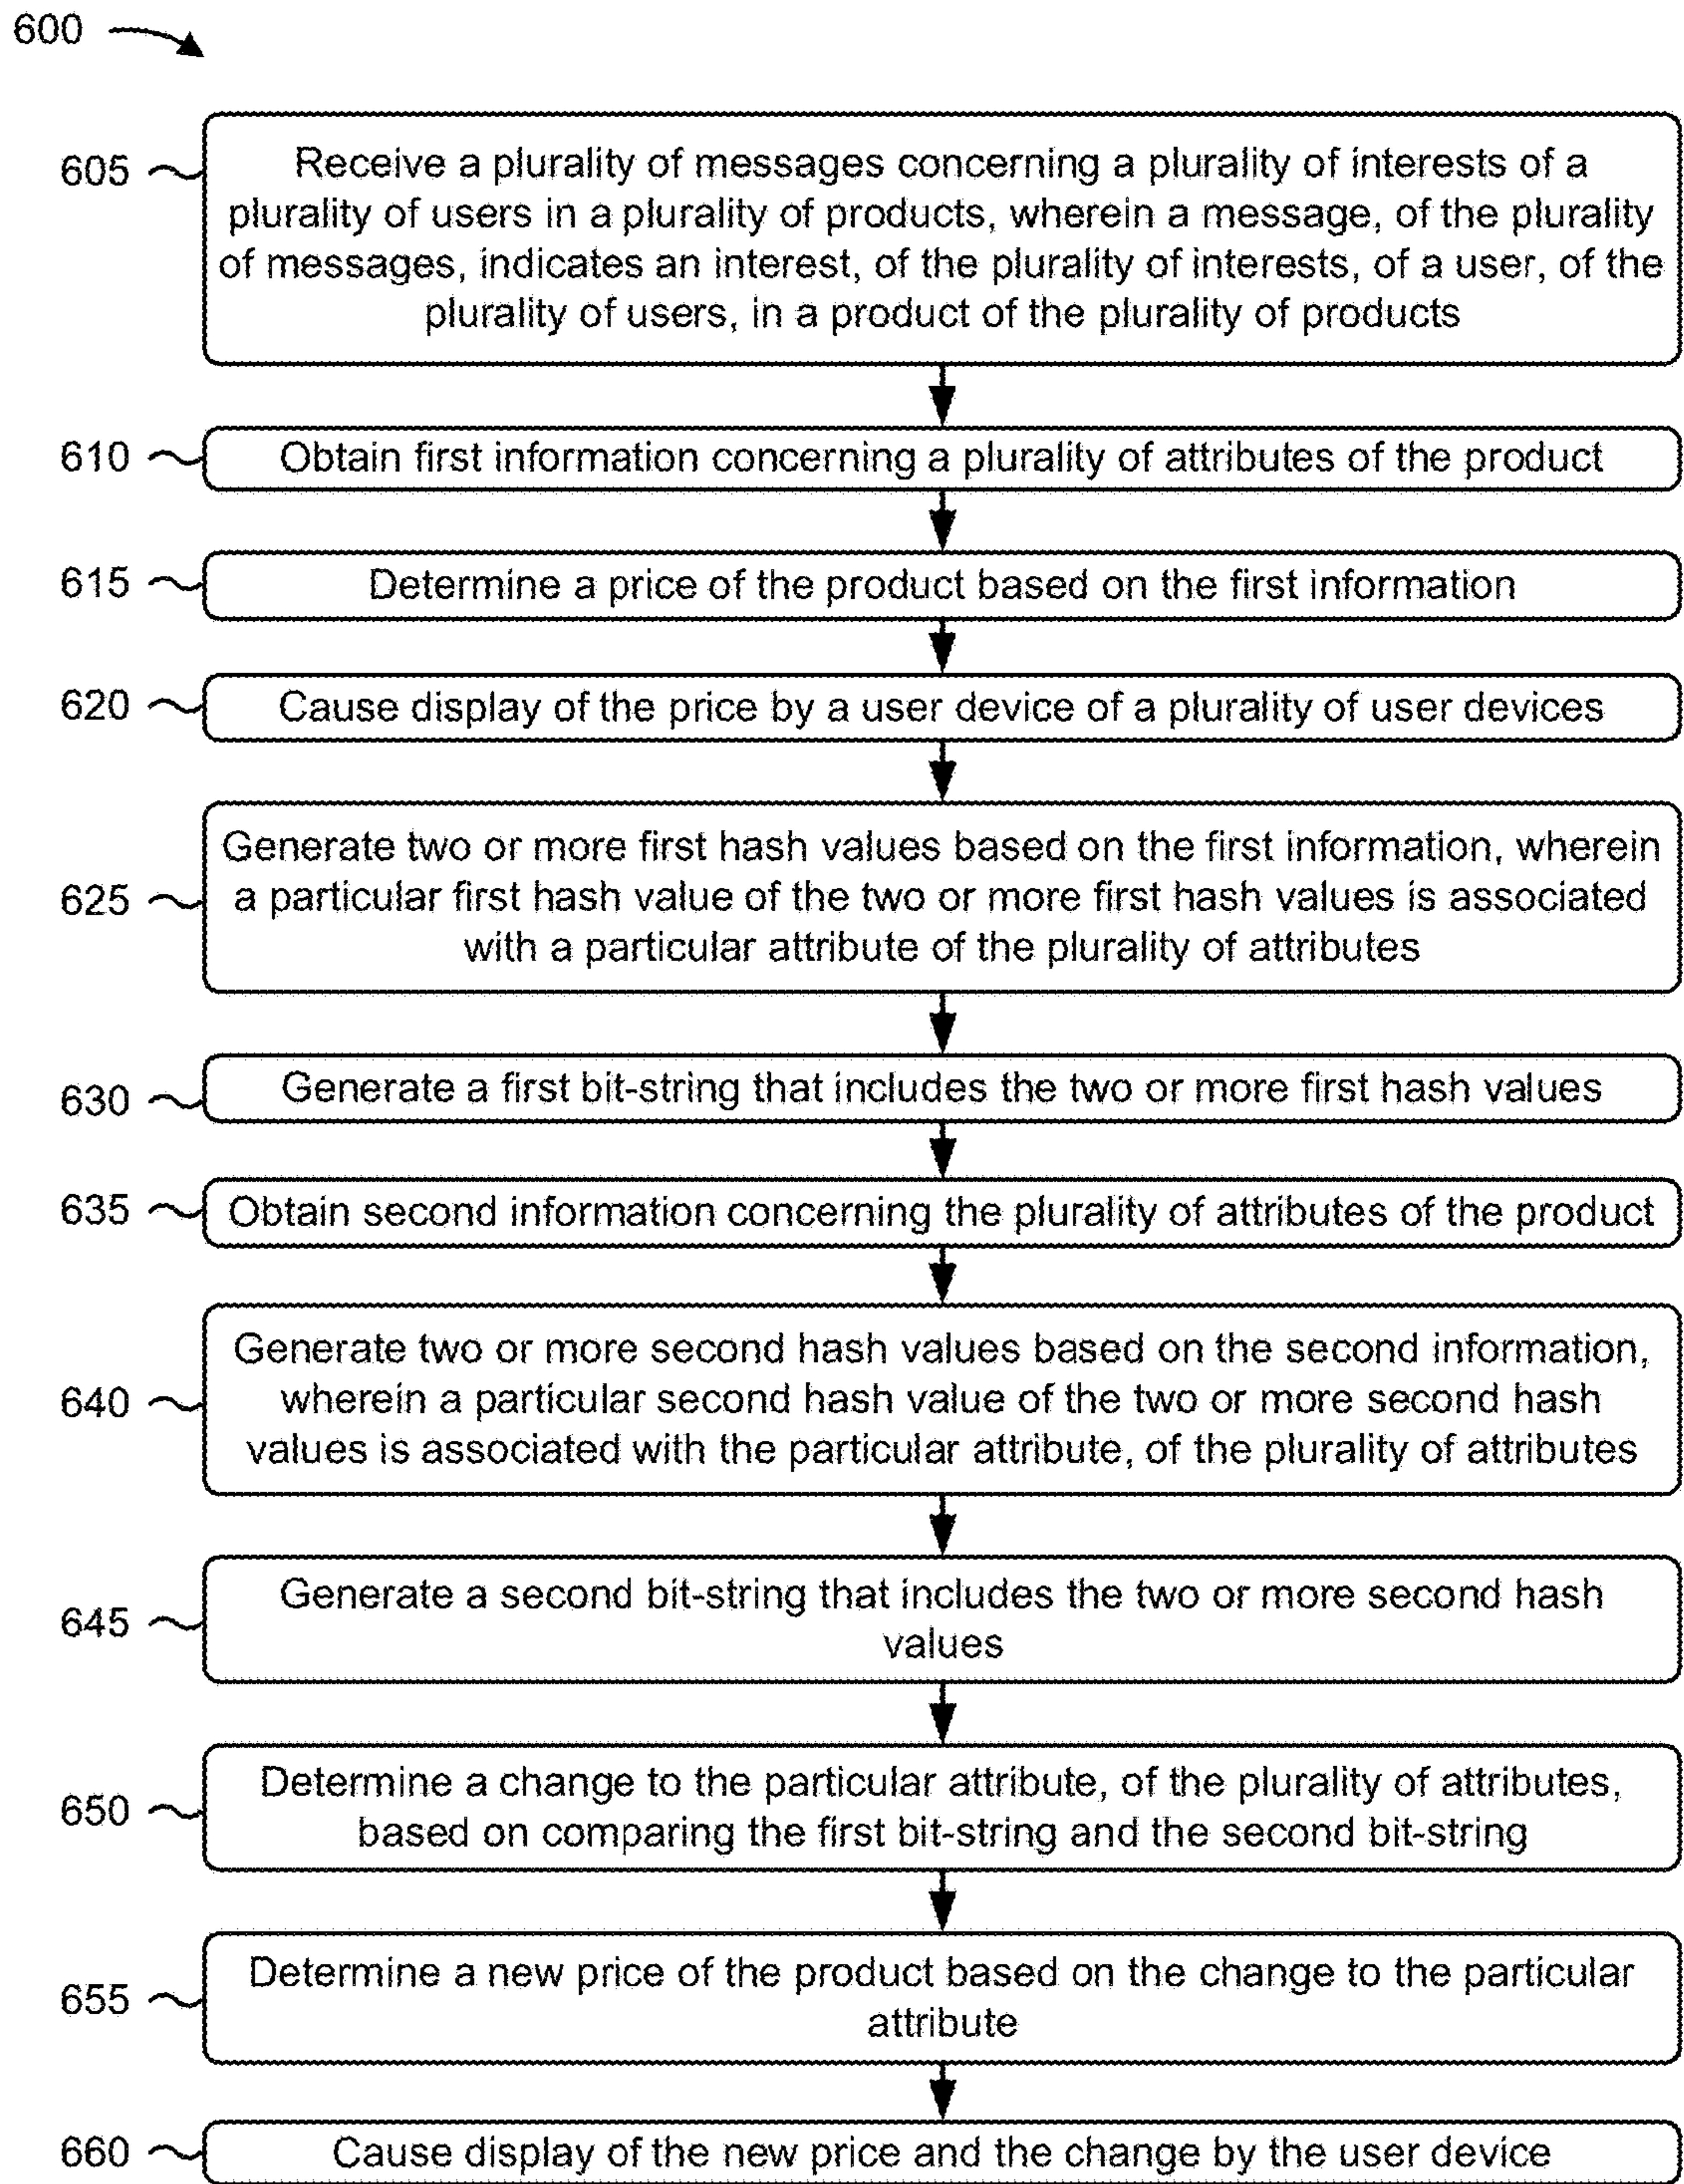 600
605
Receive a plurality of messages concerning a plurality of interests of a
plurality of users in a plurality of products, wherein a message, of the plurality
of messages, indicates an interest, of the plurality of interests, of a user, of the
plurality of users, in a product of the plurality of products
610
Obtain first information concerning a plurality of attributes of the product
615
Determine a price of the product based on the first information
620
Cause display of the price by a user device of a plurality of user devices
625
Generate two or more first hash values based on the first information, wherein
a particular first hash value of the two or more first hash values is associated
with a particular attribute of the plurality of attributes
630
Generate a first bit-string that includes the two or more first hash values
635
Obtain second information concerning the plurality of attributes of the product
640
Generate two or more second hash values based on the second information,
wherein a particular second hash value of the two or more second hash
values is associated with the particular attribute, of the plurality of attributes
645
Generate a second bit-string that includes the two or more second hash
values
650
Determine a change to the particular attribute, of the plurality of attributes,
based on comparing the first bit-string and the second bit-string
655
Determine a new price of the product based on the change to the particular
attribute
660
Cause display of the new price and the change by the user device